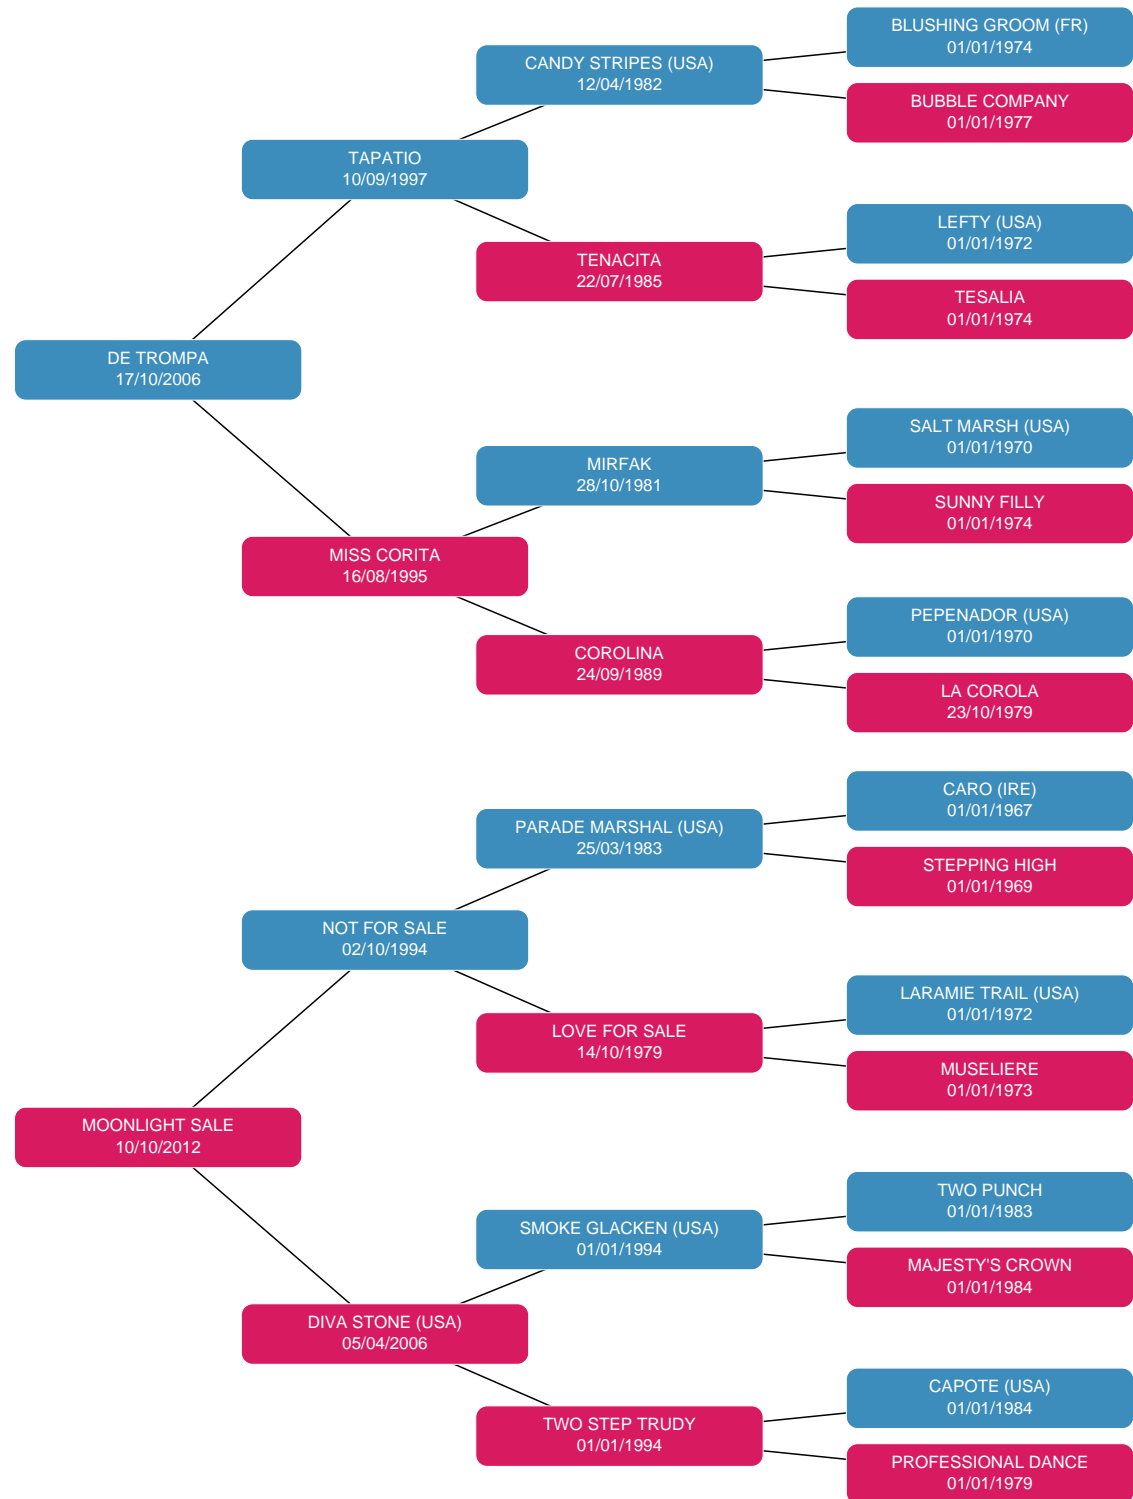 BLUSHING GROOM (FR)
01/01/1974
CANDY STRIPES (USA)
12/04/1982
BUBBLE COMPANY
01/01/1977
TAPATIO
10/09/1997
LEFTY (USA)
01/01/1972
TENACITA
22/07/1985
TESALIA
01/01/1974
DE TROMPA
17/10/2006
SALT MARSH (USA)
01/01/1970
MIRFAK
28/10/1981
SUNNY FILLY
01/01/1974
MISS CORITA
16/08/1995
PEPENADOR (USA)
01/01/1970
COROLINA
24/09/1989
LA COROLA
23/10/1979
CARO (IRE)
01/01/1967
PARADE MARSHAL (USA)
25/03/1983
STEPPING HIGH
01/01/1969
NOT FOR SALE
02/10/1994
LARAMIE TRAIL (USA)
01/01/1972
LOVE FOR SALE
14/10/1979
MUSELIERE
01/01/1973
MOONLIGHT SALE
10/10/2012
TWO PUNCH
01/01/1983
SMOKE GLACKEN (USA)
01/01/1994
MAJESTY'S CROWN
01/01/1984
DIVA STONE (USA)
05/04/2006
CAPOTE (USA)
01/01/1984
TWO STEP TRUDY
01/01/1994
PROFESSIONAL DANCE
01/01/1979